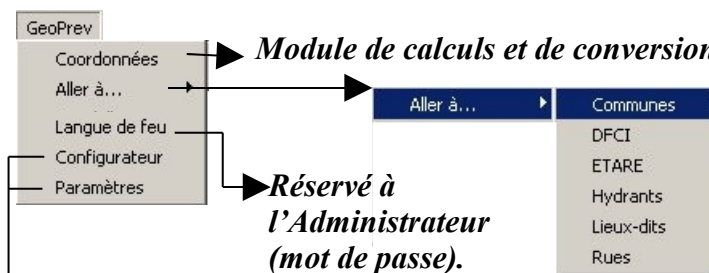 GeoPrev
Coordonnées
Module de calculs et de conversion
Aller à...
Aller à...
Communes
Langue de feu
DFCI
Configurateur
ETARE
Paramètres
Réservé à
l'Administrateur
(mot de passe).
Hydrants
Lieux-dits
Rues